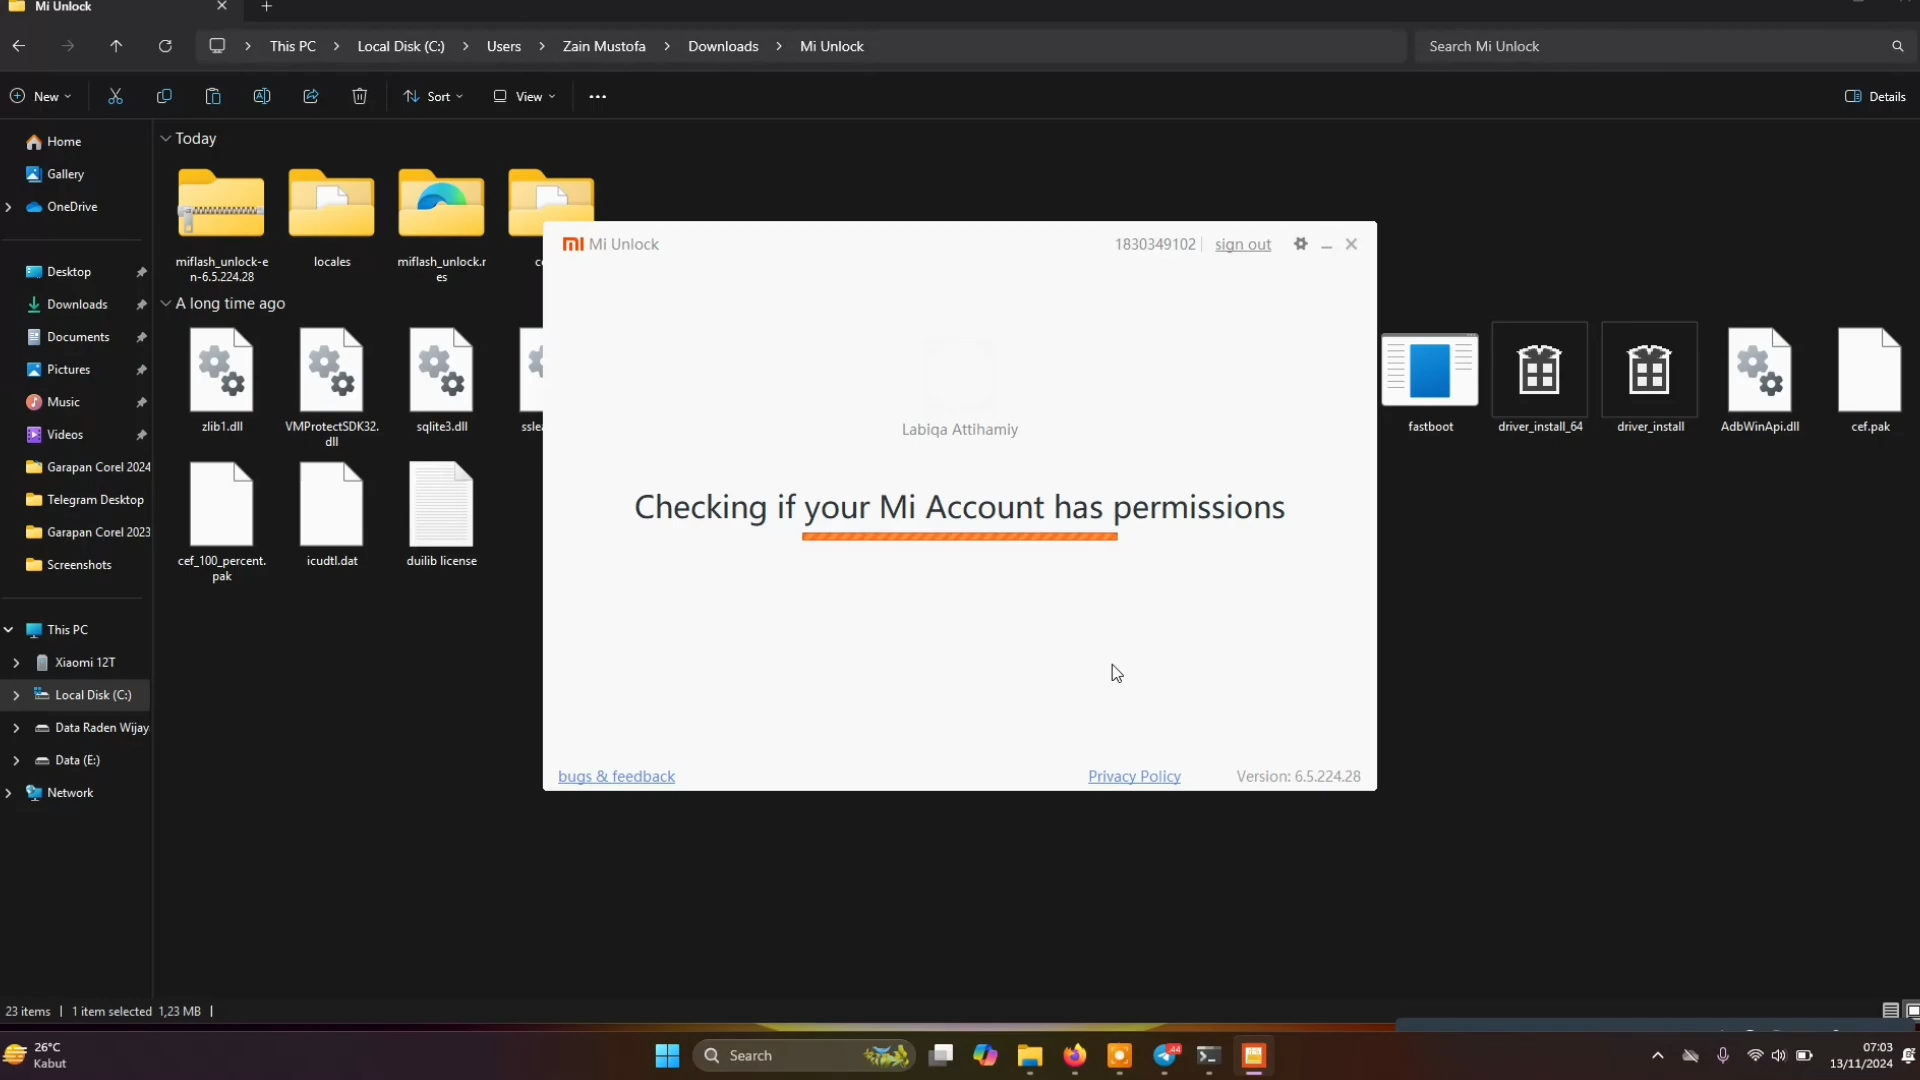 Mi Unlock
This PC
Local Disk (C:)
Users
Zain Mustofa
Downloads
Mi Unlock
Search Mi Unlock
New
Sort
View
Details
Home
Gallery
OneDrive
Desktop
Downloads
Documents
Pictures
Music
Videos
Garapan Corel 2024
Telegram Desktop
Garapan Corel 2023
Screenshots
This PC
Xiaomi 12T
Local Disk (C:)
Data Raden Wijay
Data (E:)
Network
Today
miflash_unlock-e
n-6.5.224.28
locales
miflash_unlock.r
es
A long time ago
zlib1.dll
VMProtectSDK32.
dll
sqlite3.dll
fastboot
driver_install_64
driver_install
AdbWinApi.dll
cef.pak
cef_100_percent.
pak
icudtl.dat
duilib license
Mi Unlock
1830349102
sign out
Labiqa Attihamiy
Checking if your Mi Account has permissions
bugs & feedback
Privacy Policy
Version: 6.5.224.28
23 items
1 item selected 1,23 MB
26°C
Kabut
Search
44
07:03
13/11/2024